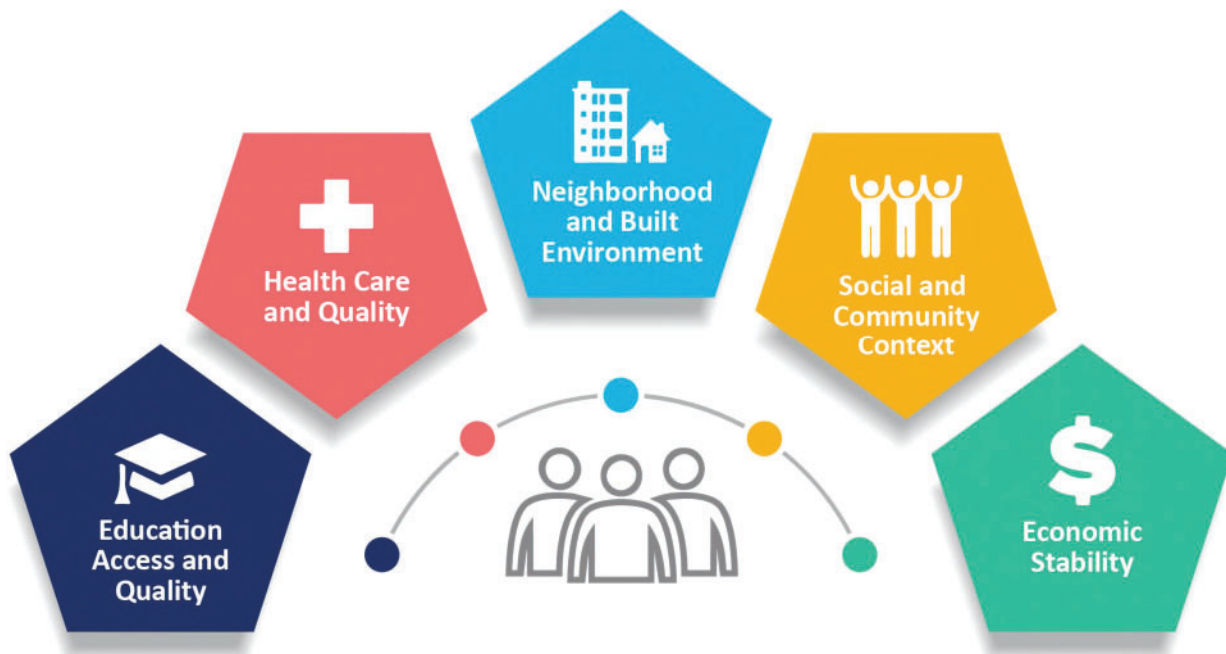 Education
Access and
Quality
Health Care
and Quality
Neighborhood
and Built
Environment
Social and
Community
Context
$
Economic
Stability